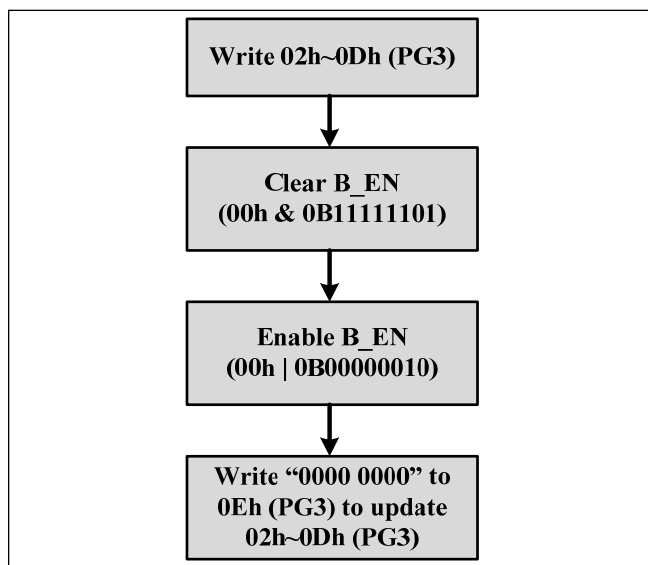 Write 02h~0Dh (PG3)
Clear B_EN
(00h & 0B11111101)
Enable B_EN
(00h | 0B00000010)
Write “0000 0000” to
0Eh (PG3) to update
02h~0Dh (PG3)